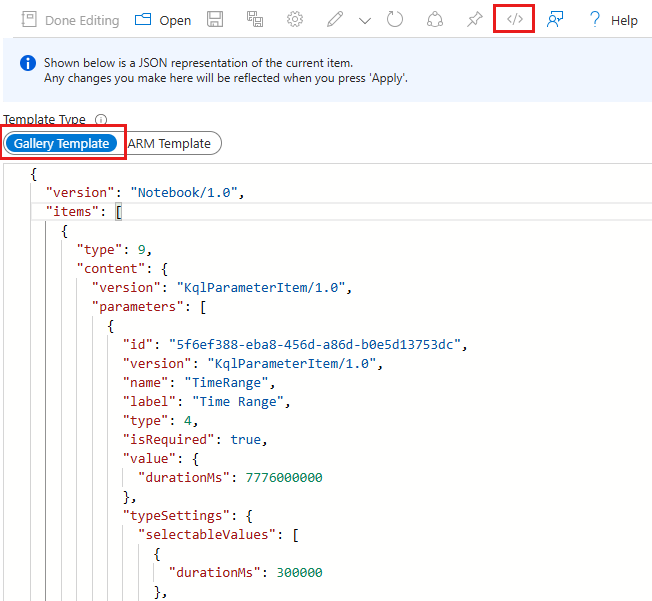 Done Editing Open </> ? Help
Shown below is a JSON representation of the current item.
Any changes you make here will be reflected when you press 'Apply'.
Template Type
Gallery Template ARM Template
{
"version": "Notebook/1.0",
"items": [
{
"type": 9,
"content": {
"version": "KqlParameterItem/1.0",
"parameters": [
{
"id": "5f6ef388-eba8-456d-a86d-b0e5d13753dc",
"version": "KqlParameterItem/1.0",
"name": "TimeRange",
"label": "Time Range",
"type": 4,
"isRequired": true,
"value": {
"durationMs": 7776000000
},
"typeSettings": {
"selectableValues": [
{
"durationMs": 300000
},